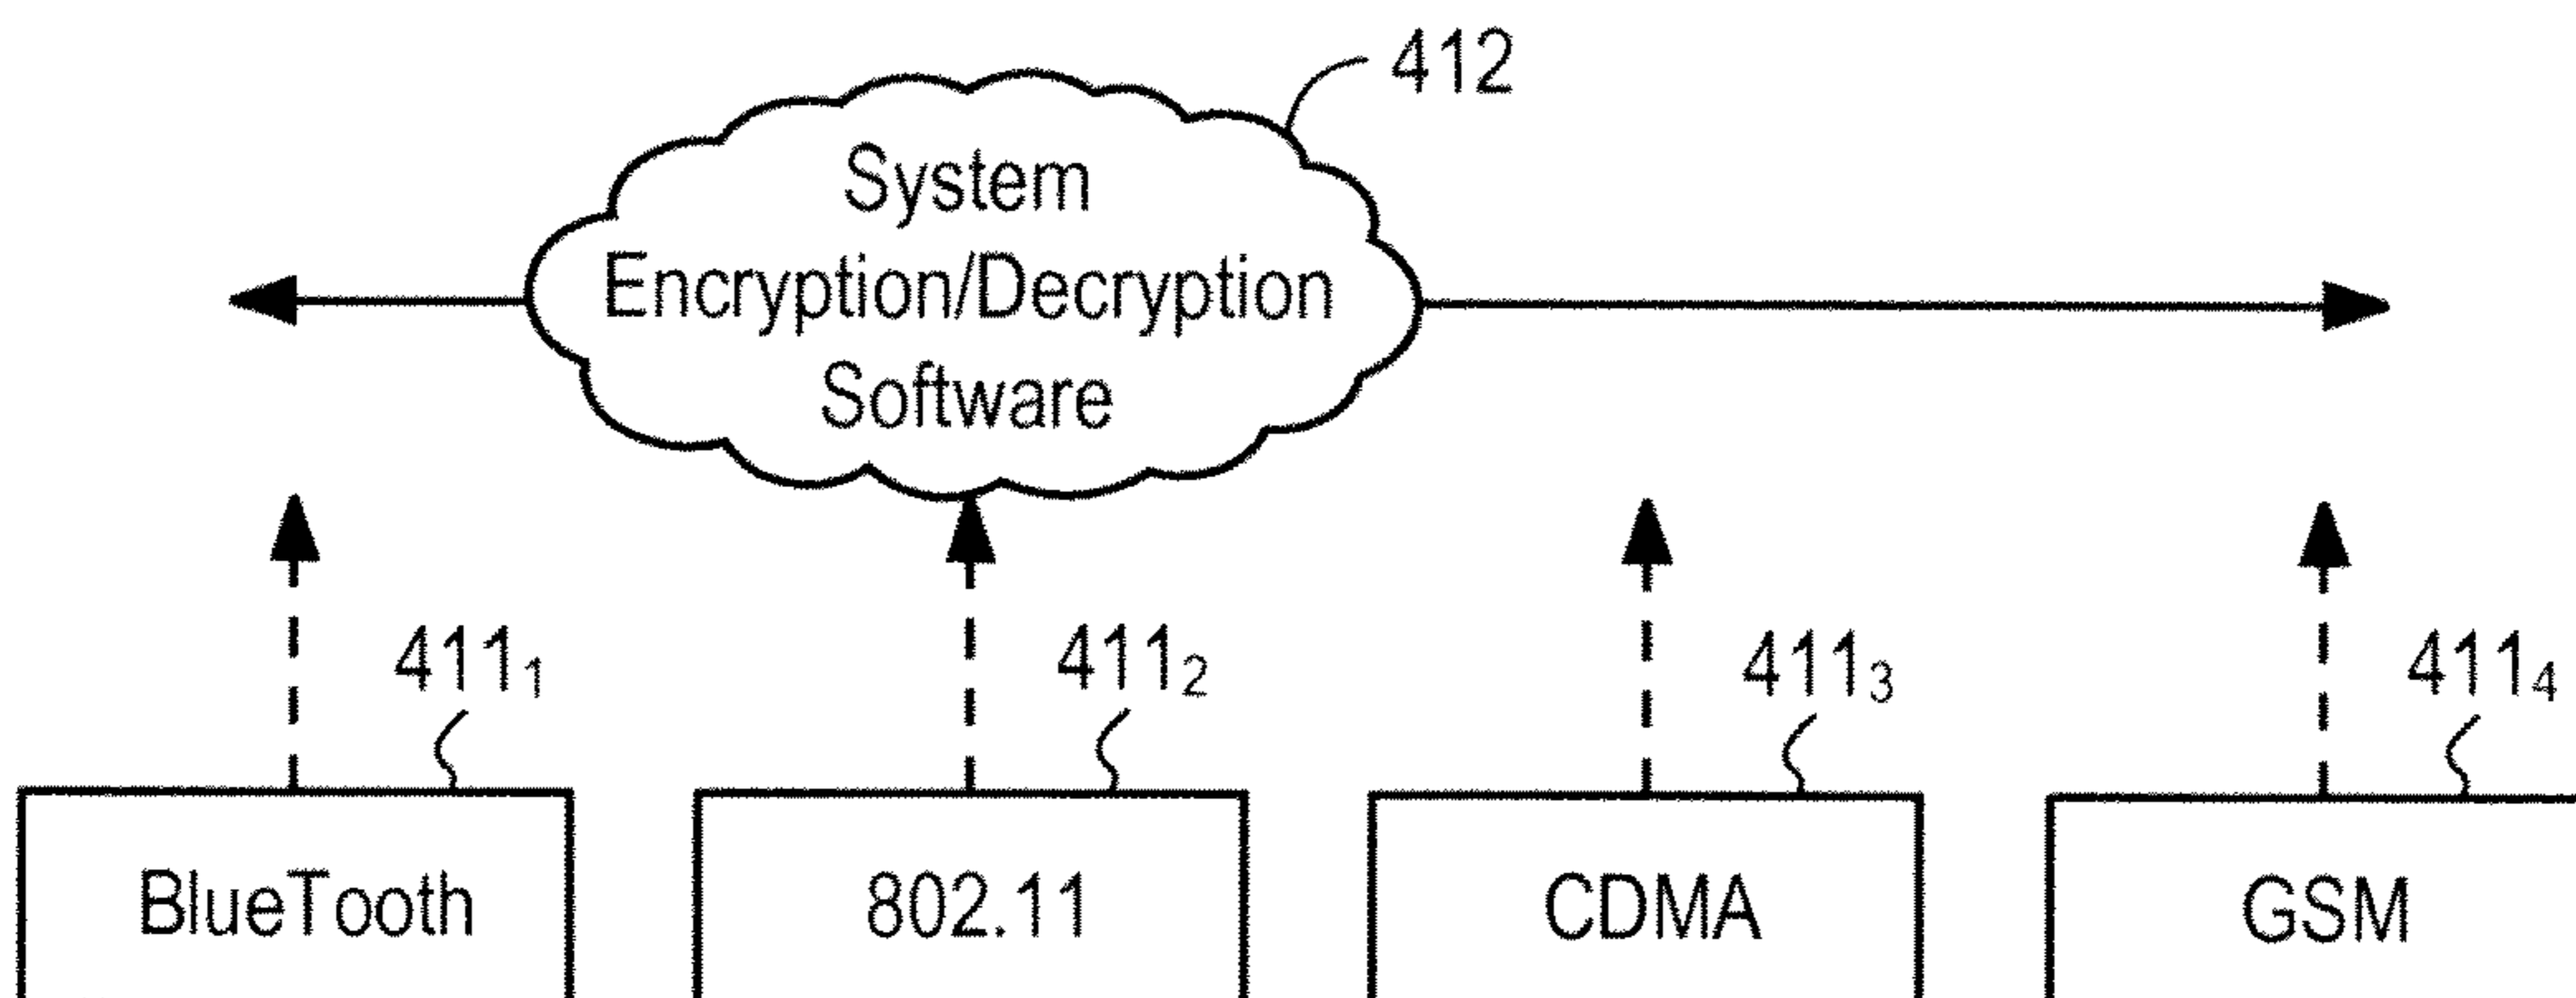 412
System
Encryption/Decryption
Software
411₁ 411₂ 411₃ 411₄
BlueTooth 802.11 CDMA GSM